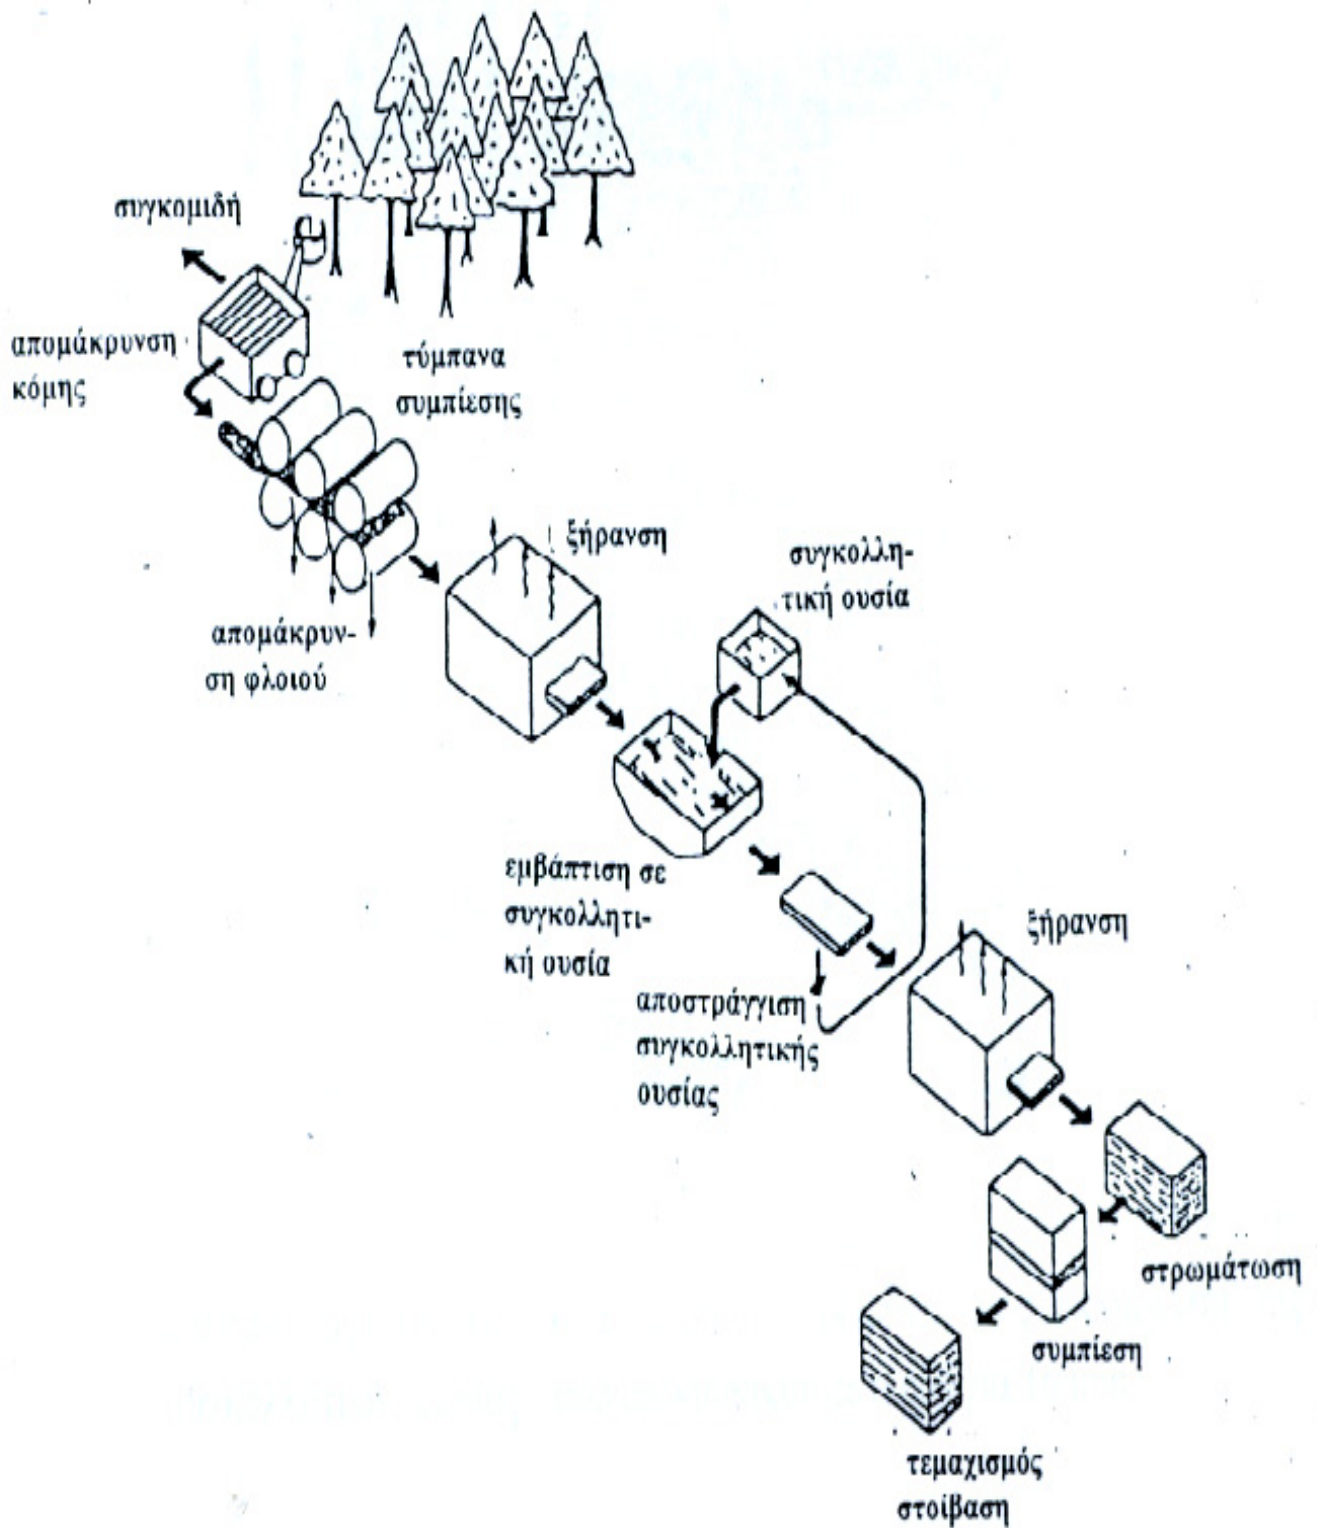 συγκομιδή
απομάκρυνση
κόμης
τύμπανα
συμπίεσης
απομάκρυν-
ση φλοιού
ξήρανση
συγκολλη-
τική ουσία
εμβάπτιση σε
συγκολλητι-
κή ουσία
αποστράγγιση
συγκολλητικής
ουσίας
ξήρανση
στρωμάτωση
συμπίεση
τεμαχισμός
στοίβαση